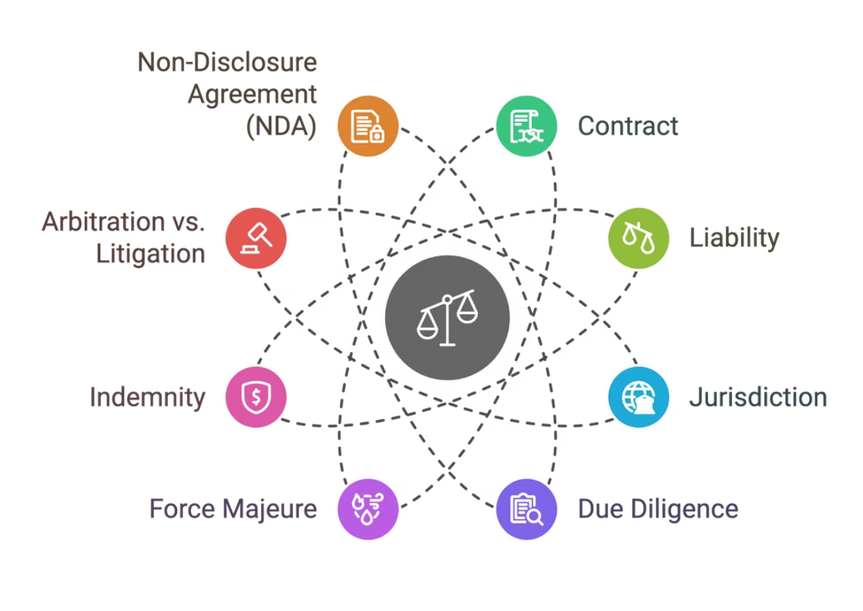 Non-Disclosure
Agreement
(NDA)
Contract
Arbitration vs.
Litigation
Liability
Indemnity
Jurisdiction
Force Majeure
Due Diligence